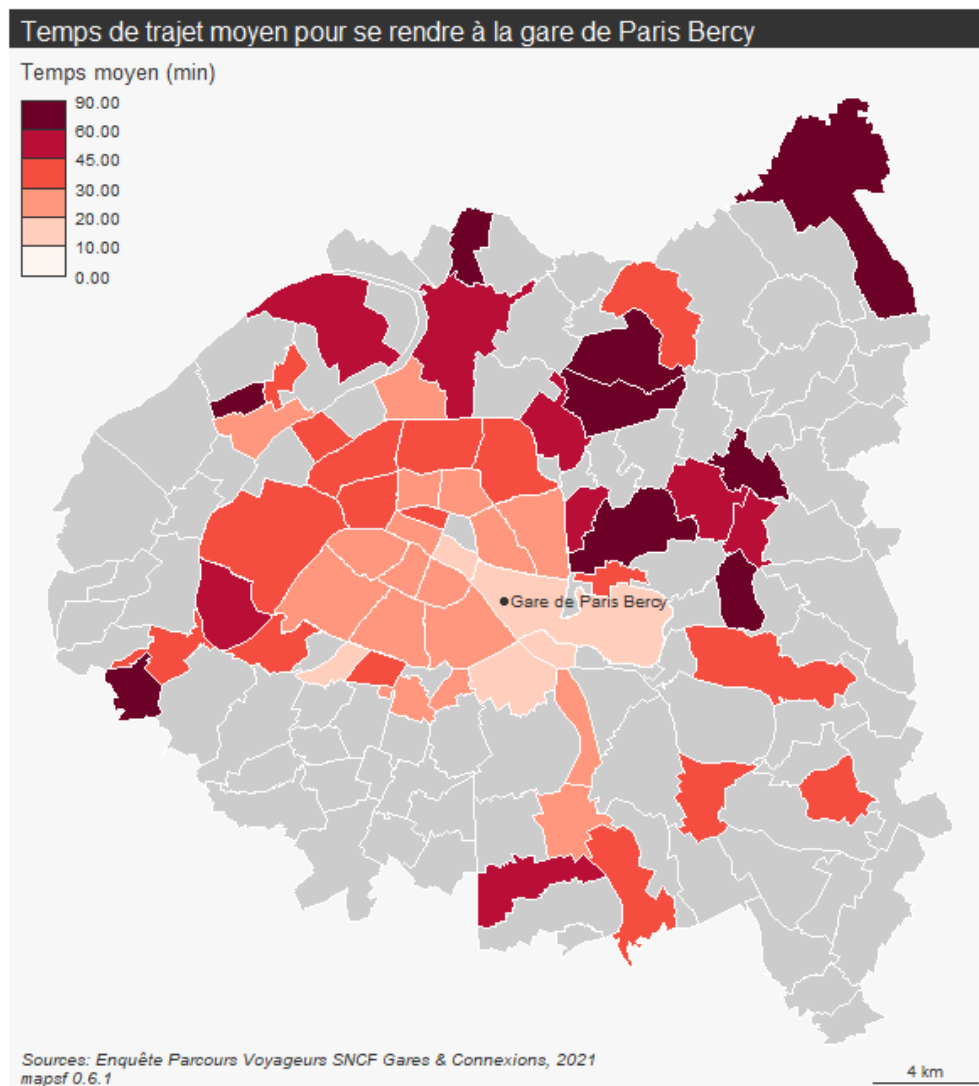 Temps de trajet moyen pour se rendre à la gare de Paris Bercy
Temps moyen (min)
90.00
60.00
45.00
30.00
20.00
10.00
0.00
Gare de Paris Bercy
Sources: Enquête Parcours Voyageurs SNCF Gares & Connexions, 2021
mapsf 0.6.1
4 km